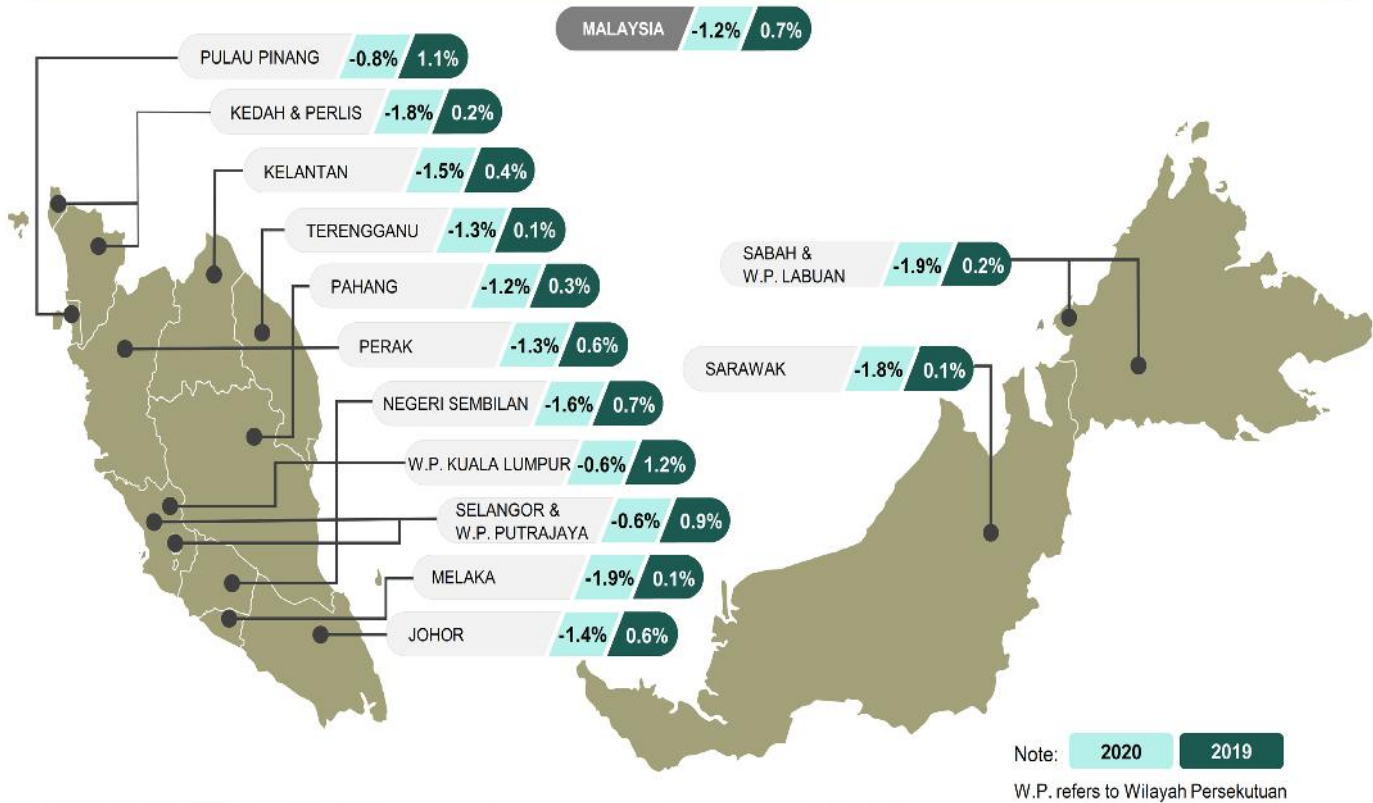 MALAYSIA -1.2% 0.7%
PULAU PINANG -0.8% 1.1%
KEDAH & PERLIS -1.8% 0.2%
KELANTAN -1.5% 0.4%
TERENGGANU -1.3% 0.1%
PAHANG -1.2% 0.3%
PERAK -1.3% 0.6%
NEGERI SEMBILAN -1.6% 0.7%
W.P. KUALA LUMPUR -0.6% 1.2%
SELANGOR &
W.P. PUTRAJAYA -0.6% 0.9%
MELAKA -1.9% 0.1%
JOHOR -1.4% 0.6%
SABAH &
W.P. LABUAN -1.9% 0.2%
SARAWAK -1.8% 0.1%
Note: 2020 2019
W.P. refers to Wilayah Persekutuan